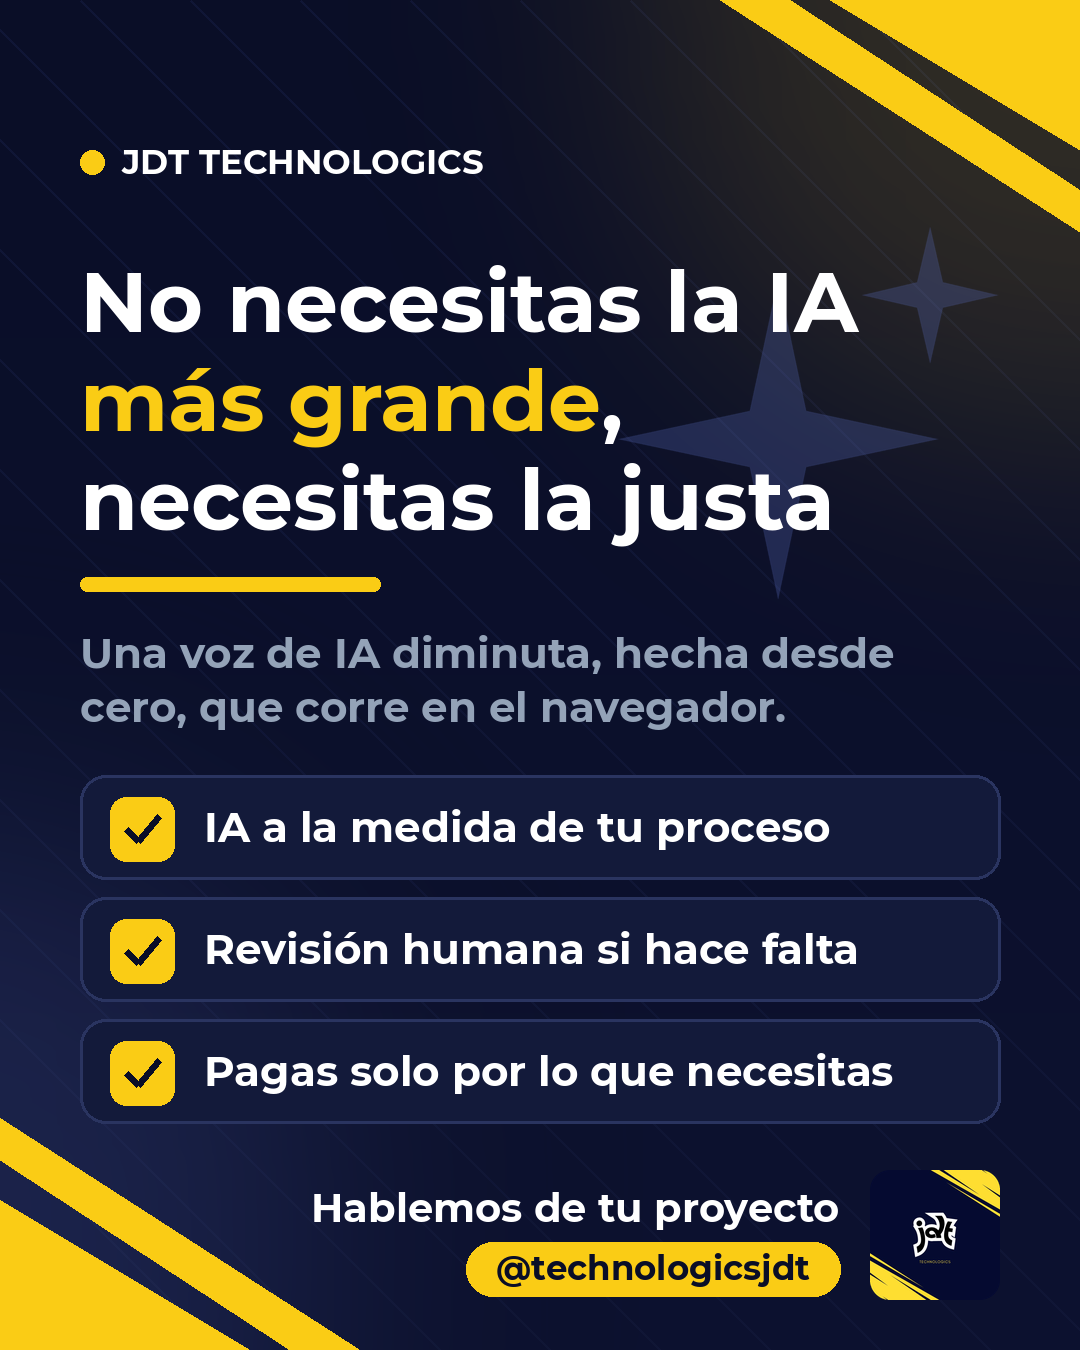 JDT TECHNOLOGICS
No necesitas la IA
más grande,
necesitas la justa
Una voz de IA diminuta, hecha desde
cero, que corre en el navegador.
IA a la medida de tu proceso
Revisión humana si hace falta
Pagas solo por lo que necesitas
Hablemos de tu proyecto
@technologicsjdt
jdt
TECHNOLOGICS